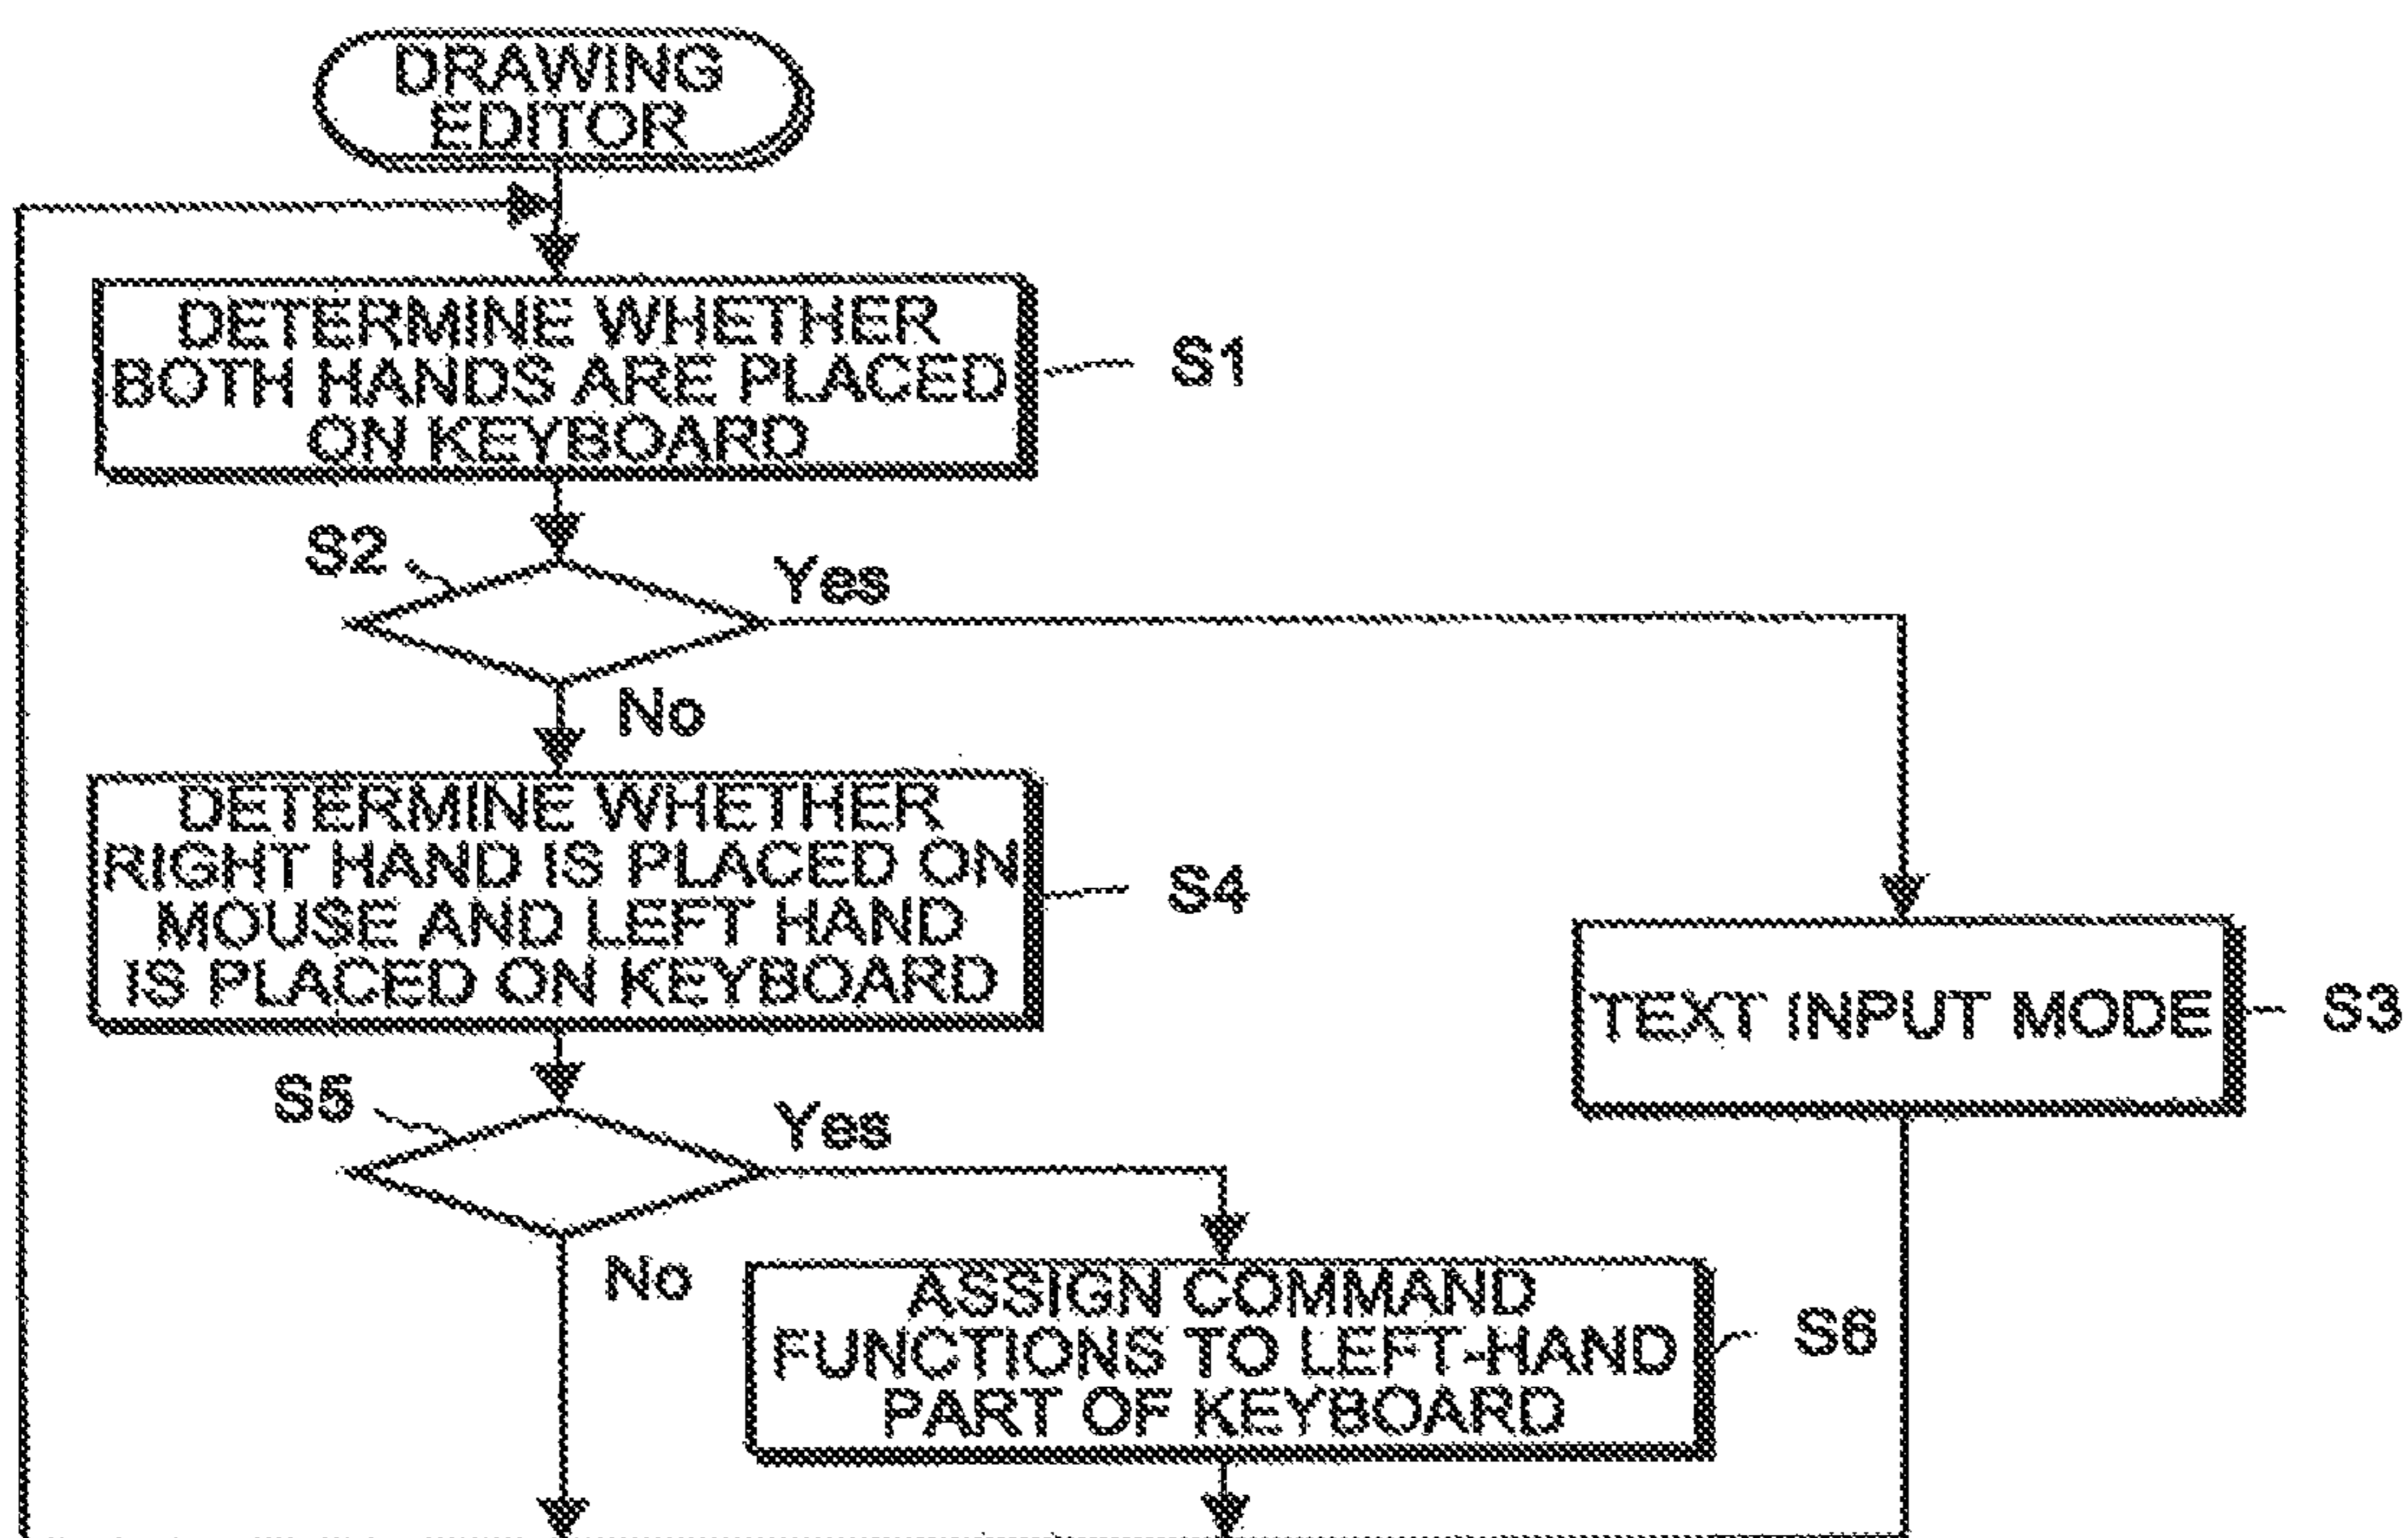 DRAWING
EDITOR
DETERMINE WHETHER
BOTH HANDS ARE PLACED
ON KEYBOARD
S1
S2
Yes
No
DETERMINE WHETHER
RIGHT HAND IS PLACED ON
MOUSE AND LEFT HAND
IS PLACED ON KEYBOARD
S4
TEXT INPUT MODE
S3
S5
Yes
No
ASSIGN COMMAND
FUNCTIONS TO LEFT-HAND
PART OF KEYBOARD
S6